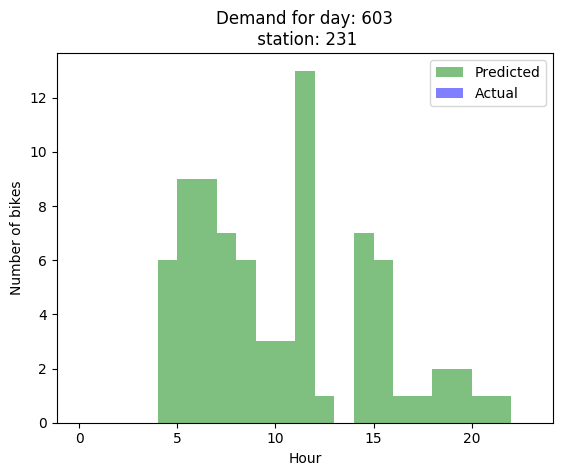 Demand for day: 603
station: 231
Predicted
Actual
Number of bikes
12
10
8
6
4
2
0
0 5 10 15 20
Hour